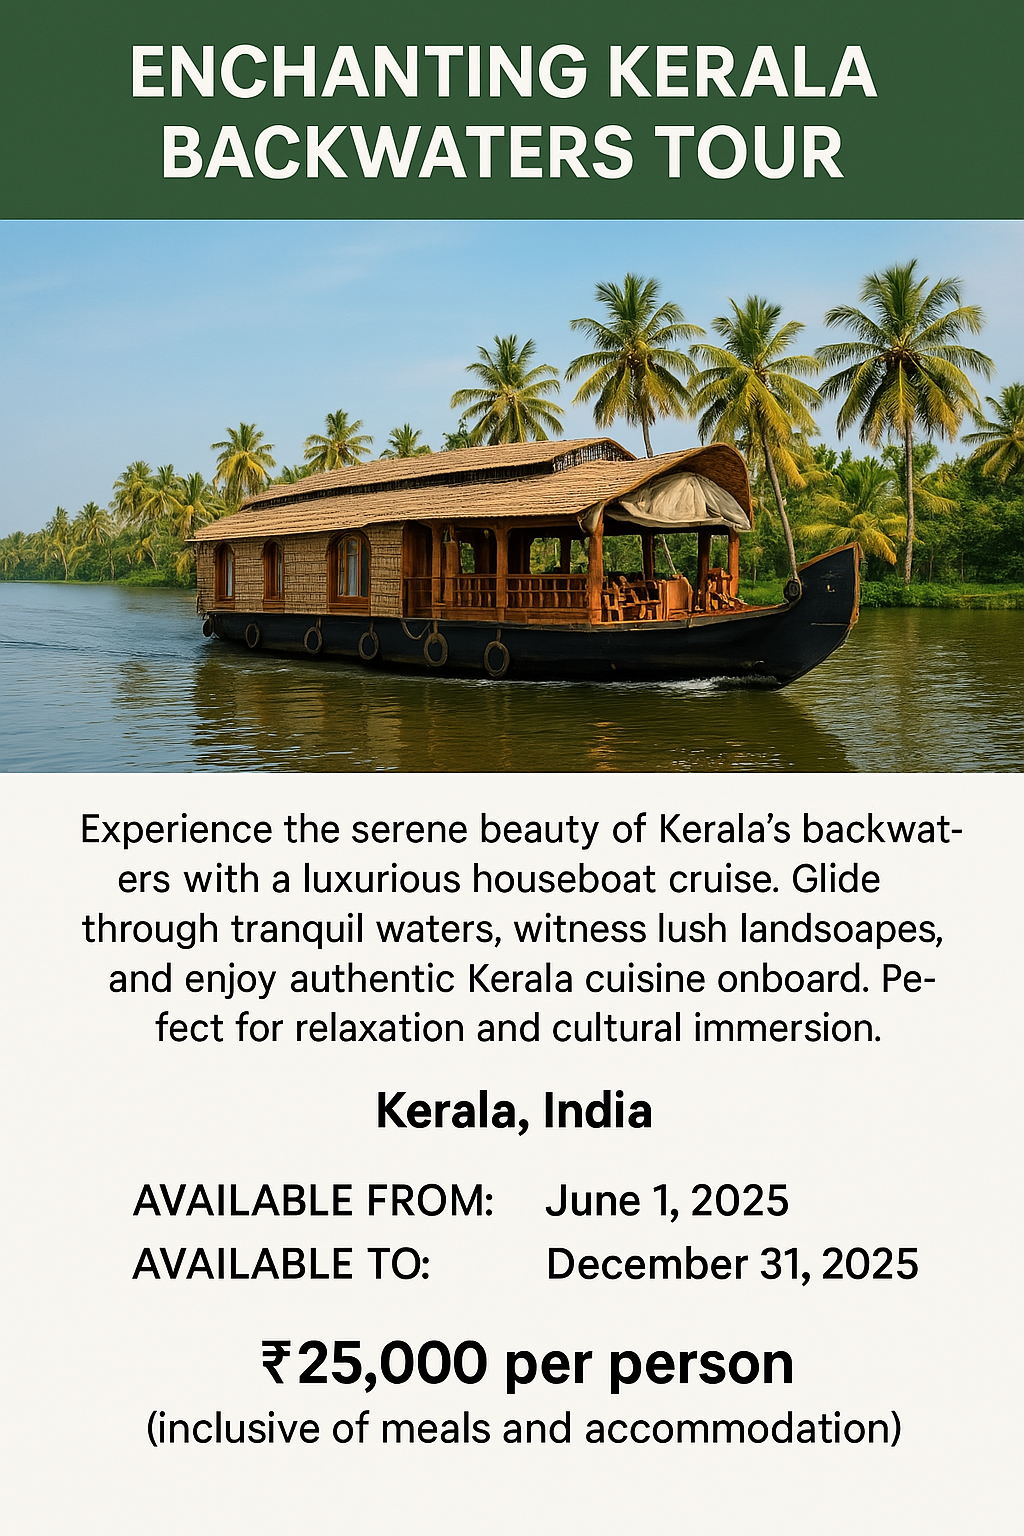 ENCHANTING KERALA
BACKWATERS TOUR
Experience the serene beauty of Kerala’s backwat-
ers with a luxurious houseboat cruise. Glide
through tranquil waters, witness lush landsoapes,
and enjoy authentic Kerala cuisine onboard. Pe-
fect for relaxation and cultural immersion.
Kerala, India
AVAILABLE FROM: June 1, 2025
AVAILABLE TO: December 31, 2025
₹25,000 per person
(inclusive of meals and accommodation)